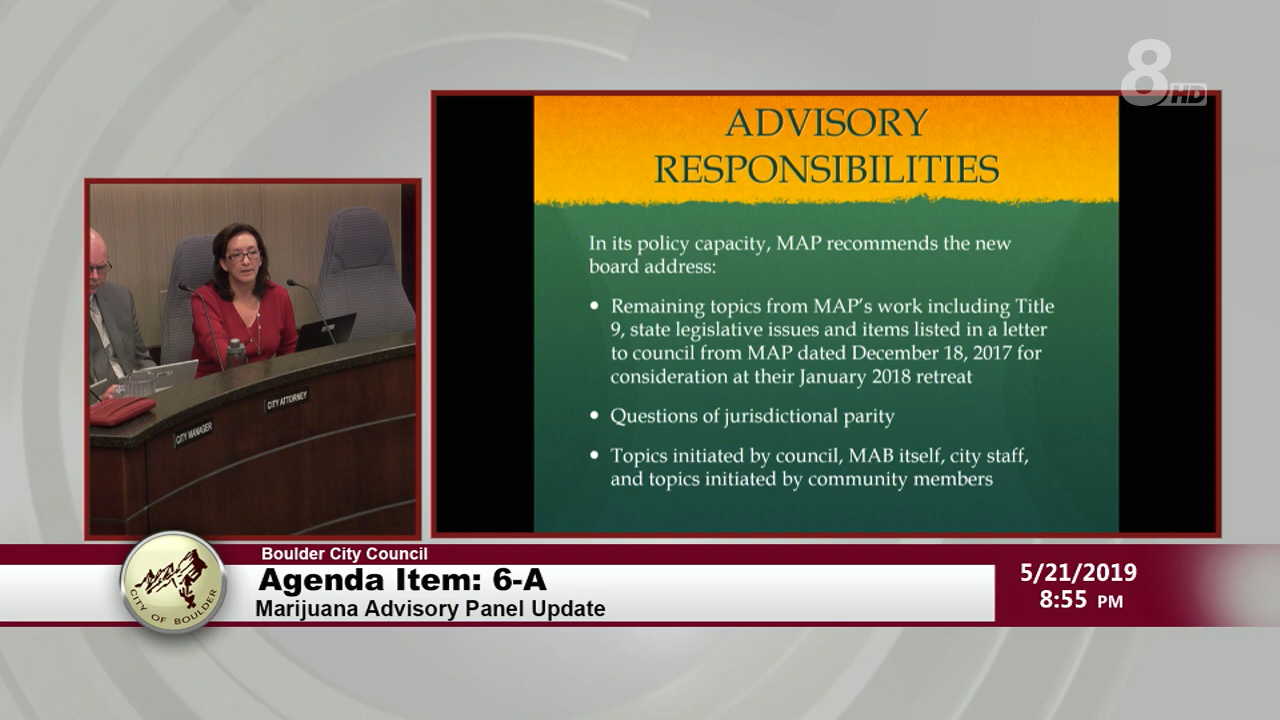 8
HD
ADVISORY
RESPONSIBILITIES
In its policy capacity, MAP recommends the new
board address:
• Remaining topics from MAP's work including Title
9, state legislative issues and items listed in a letter
to council from MAP dated December 18, 2017 for
consideration at their January 2018 retreat
• Questions of jurisdictional parity
• Topics initiated by council, MAB itself, city staff,
and topics initiated by community members
CITY MANAGER
CITY ATTORNEY
Boulder City Council
Agenda Item: 6-A
Marijuana Advisory Panel Update
5/21/2019
8:55 PM
CITY OF BOULDER